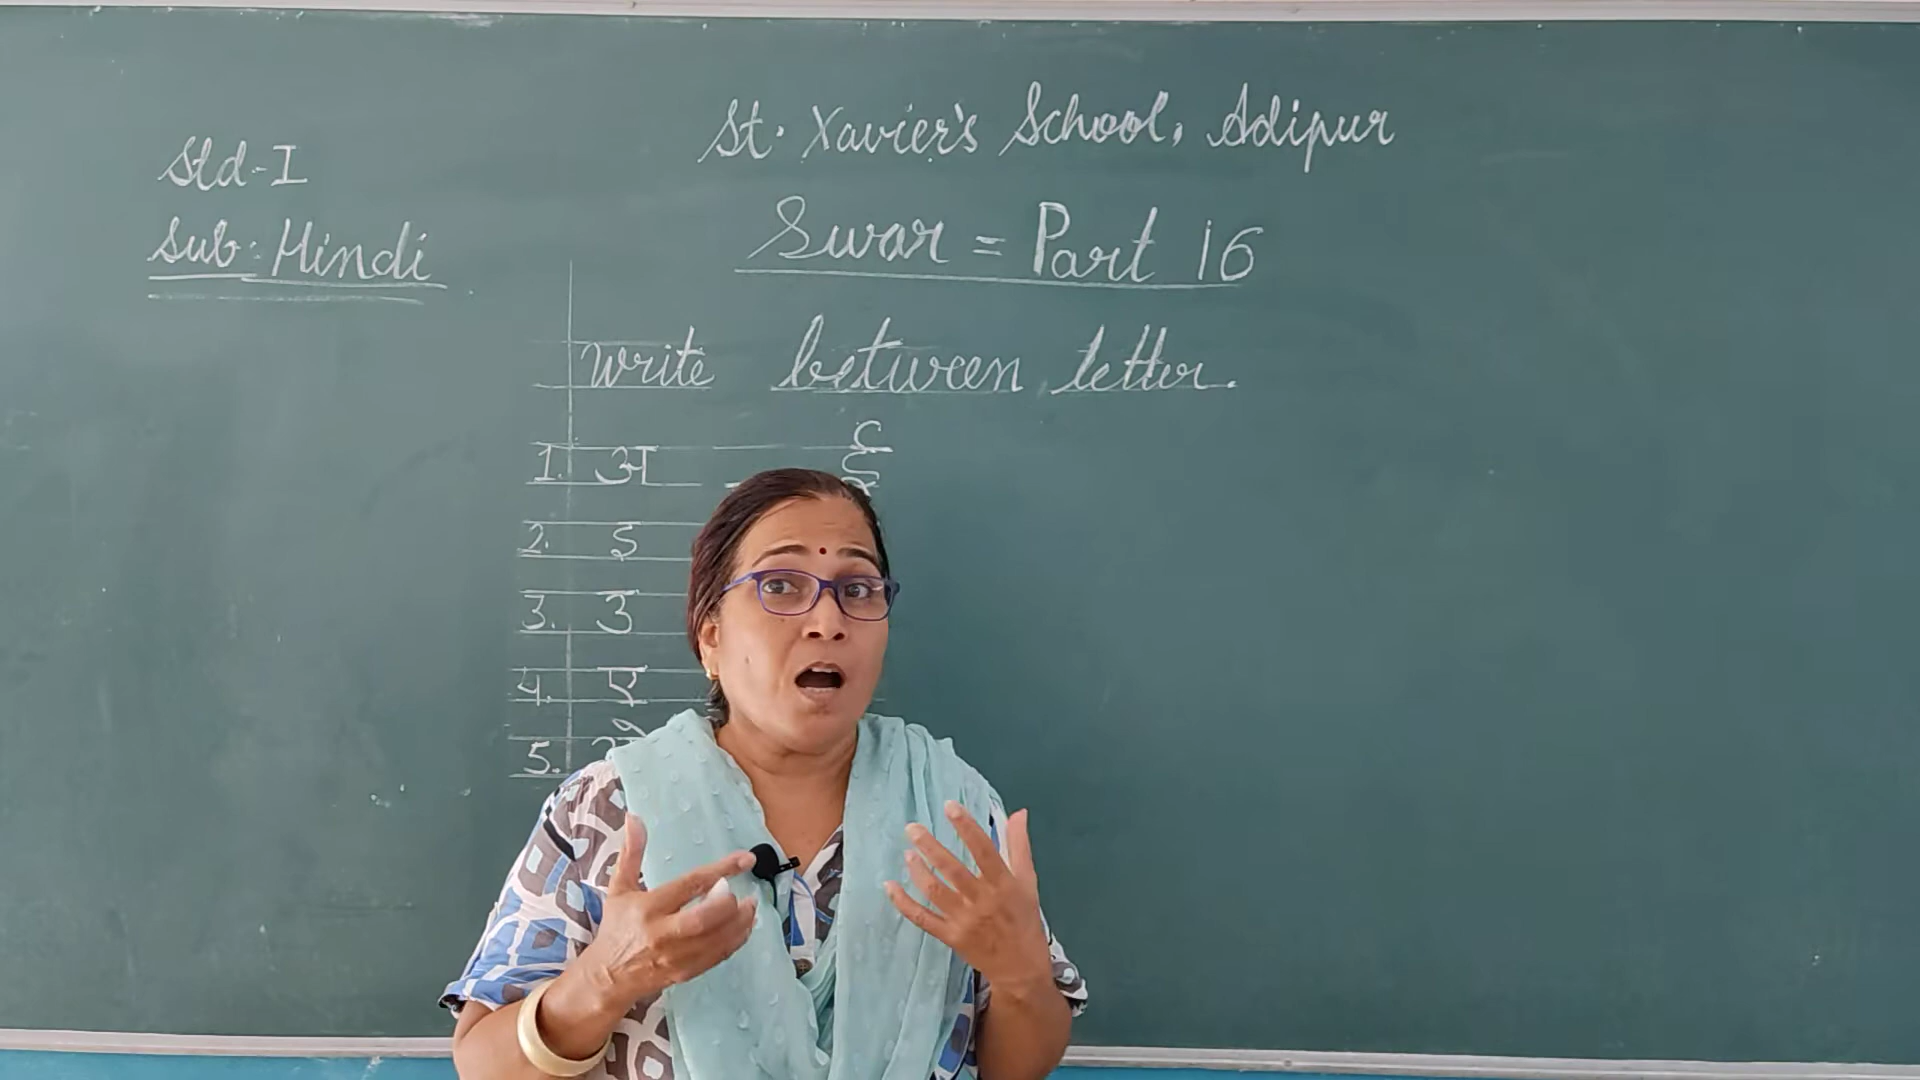 St. Xavier's School, Adipur
Std-I
Sub: Hindi
Swar = Part 16
Write between letter.
1. अ _ ई
2. इ
3. उ
4. ए
5.